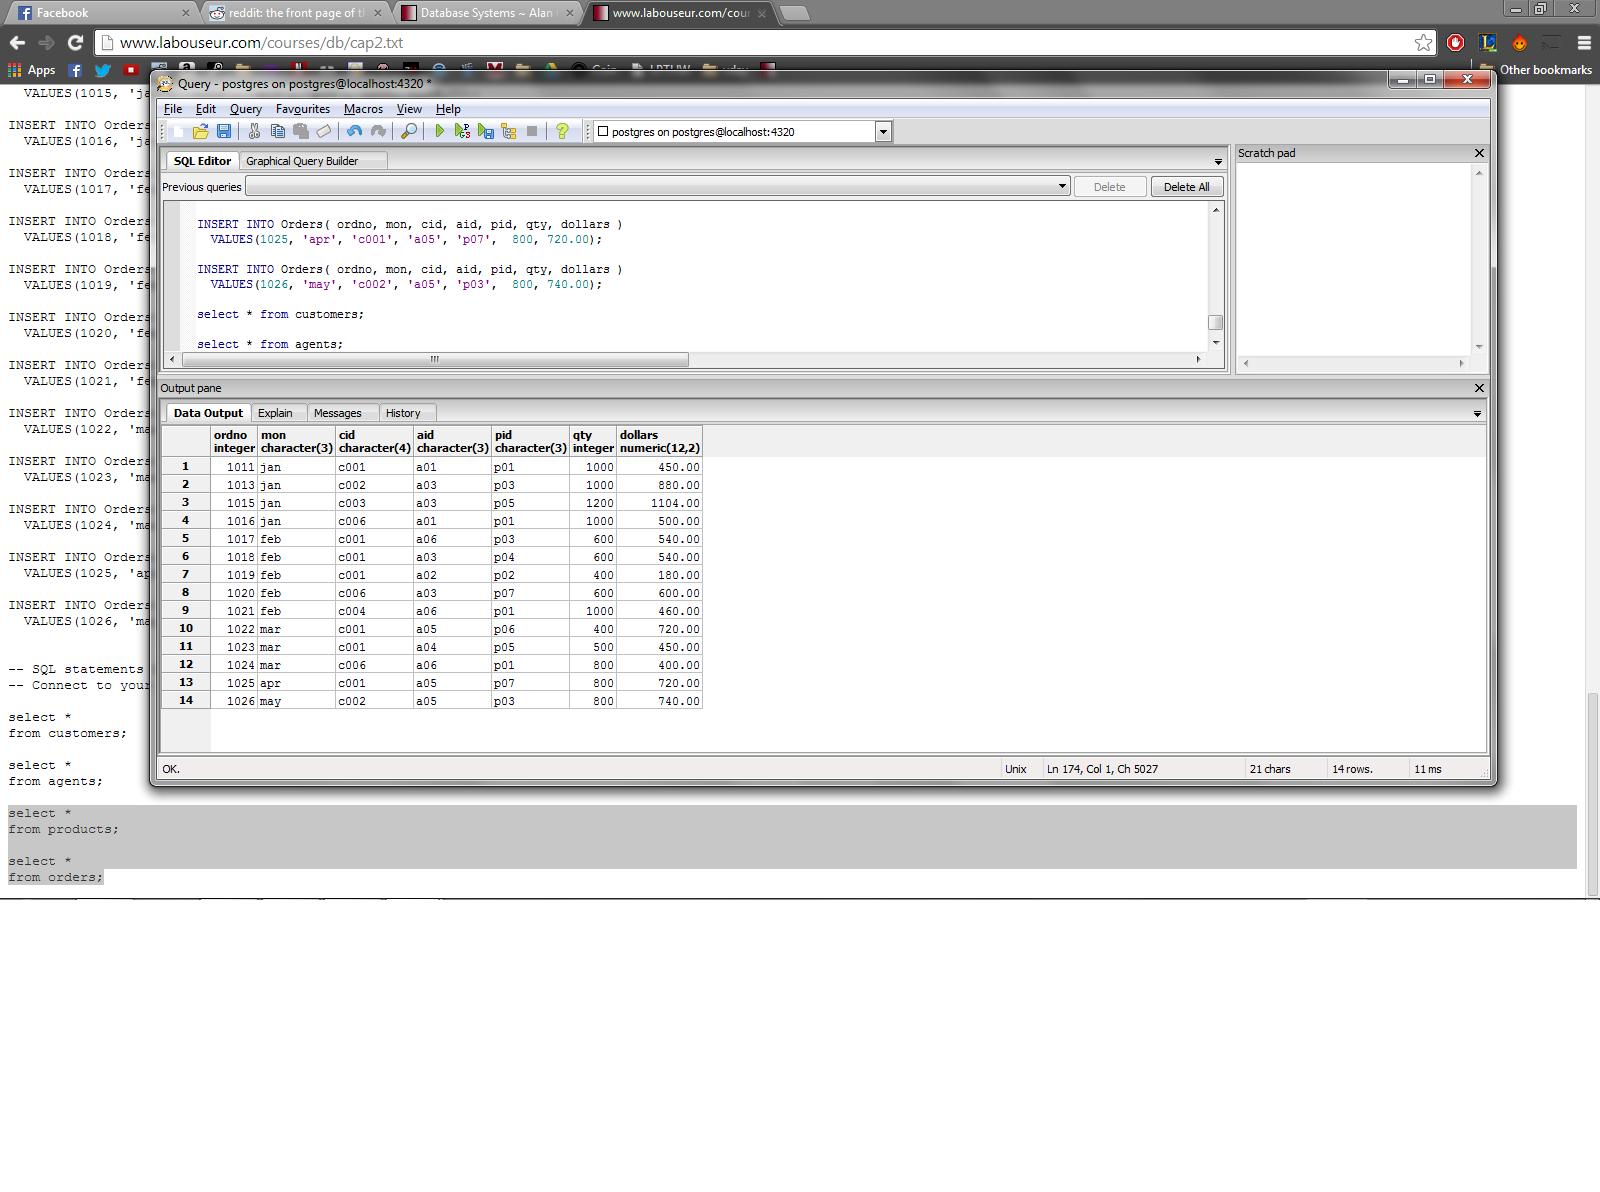 Facebook
reddit: the front page of t
Database Systems ~ Alan
www.labouseur.com/cou
www.labouseur.com/courses/db/cap2.txt
Apps
Other bookmarks
VALUES(1015, 'ja
INSERT INTO Orders
VALUES(1016, 'ja
INSERT INTO Orders
VALUES(1017, 'fe
INSERT INTO Orders
VALUES(1018, 'fe
INSERT INTO Orders
VALUES(1019, 'fe
INSERT INTO Orders
VALUES(1020, 'fe
INSERT INTO Orders
VALUES(1021, 'fe
INSERT INTO Orders
VALUES(1022, 'ma
INSERT INTO Orders
VALUES(1023, 'ma
INSERT INTO Orders
VALUES(1024, 'ma
INSERT INTO Orders
VALUES(1025, 'ap
INSERT INTO Orders
VALUES(1026, 'ma
-- SQL statements
-- Connect to your
select *
from customers;
select *
from agents;
select *
from products;
select *
from orders;
Query - postgres on postgres@localhost:4320 *
File Edit Query Favourites Macros View Help
postgres on postgres@localhost:4320
SQL Editor Graphical Query Builder
Previous queries Delete Delete All
INSERT INTO Orders( ordno, mon, cid, aid, pid, qty, dollars )
VALUES(1025, 'apr', 'c001', 'a05', 'p07', 800, 720.00);
INSERT INTO Orders( ordno, mon, cid, aid, pid, qty, dollars )
VALUES(1026, 'may', 'c002', 'a05', 'p03', 800, 740.00);
select * from customers;
select * from agents;
Scratch pad
Output pane
Data Output Explain Messages History
ordno mon cid aid pid qty dollars
integer character(3) character(4) character(3) character(3) integer numeric(12,2)
1 1011 jan c001 a01 p01 1000 450.00
2 1013 jan c002 a03 p03 1000 880.00
3 1015 jan c003 a03 p05 1200 1104.00
4 1016 jan c006 a01 p01 1000 500.00
5 1017 feb c001 a06 p03 600 540.00
6 1018 feb c001 a03 p04 600 540.00
7 1019 feb c001 a02 p02 400 180.00
8 1020 feb c006 a03 p07 600 600.00
9 1021 feb c004 a06 p01 1000 460.00
10 1022 mar c001 a05 p06 400 720.00
11 1023 mar c001 a04 p05 500 450.00
12 1024 mar c006 a06 p01 800 400.00
13 1025 apr c001 a05 p07 800 720.00
14 1026 may c002 a05 p03 800 740.00
OK. Unix Ln 174, Col 1, Ch 5027 21 chars 14 rows. 11 ms